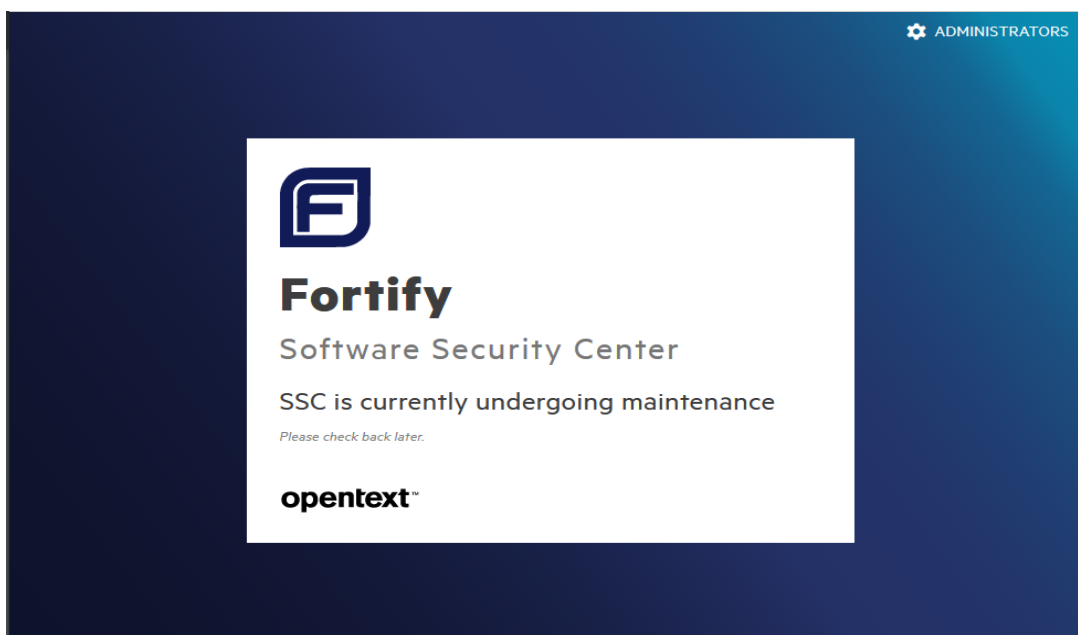 ADMINISTRATORS
Fortify
Software Security Center
SSC is currently undergoing maintenance
Please check back later.
opentext™